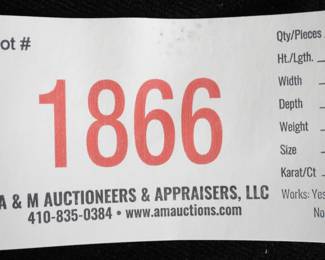 ot #
1866
A & M AUCTIONEERS & APPRAISERS, LLC
410-835-0384 • www.amauctions.com
Qty/Pieces
Ht./Lgth.
Width
Depth
Weight
Size
Karat/Ct
Works: Yes
No